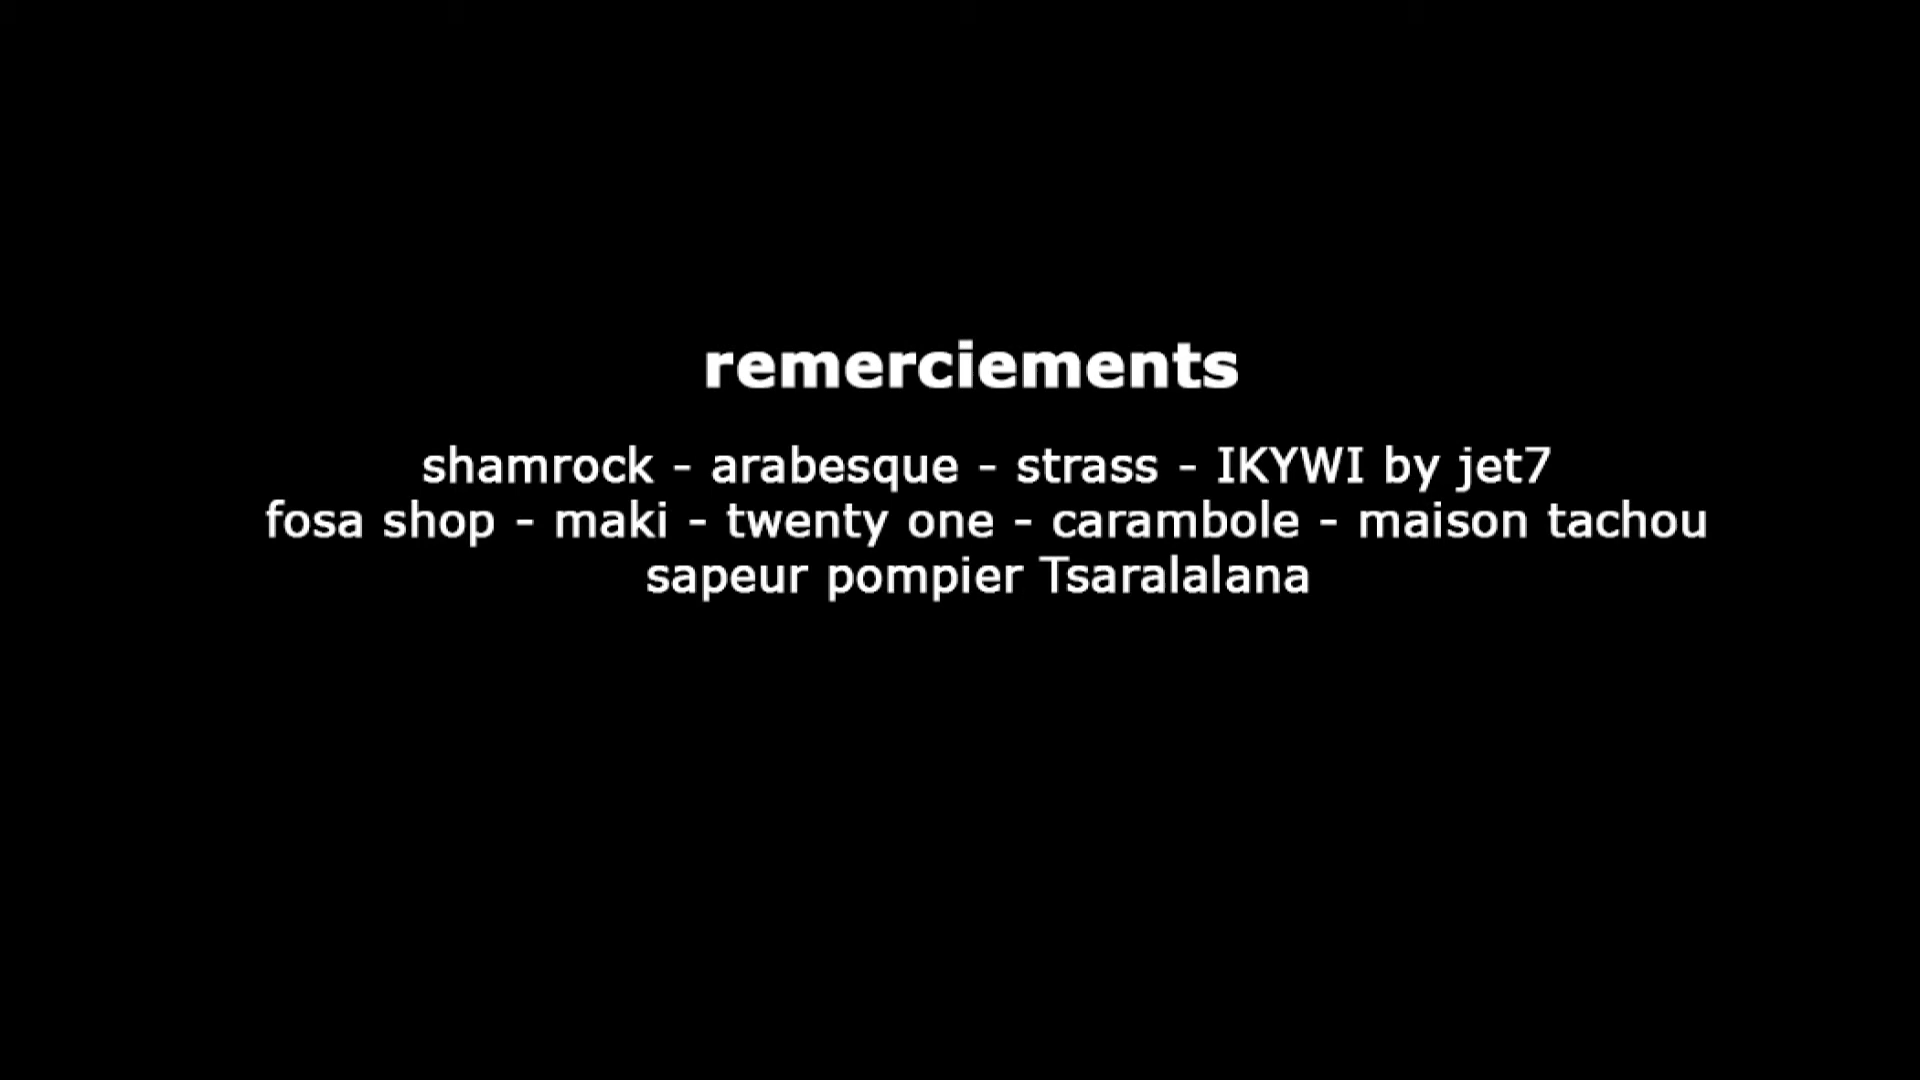 remerciements
shamrock - arabesque - strass - IKYWI by jet7
fosa shop - maki - twenty one - carambole - maison tachou
sapeur pompier Tsaralalana